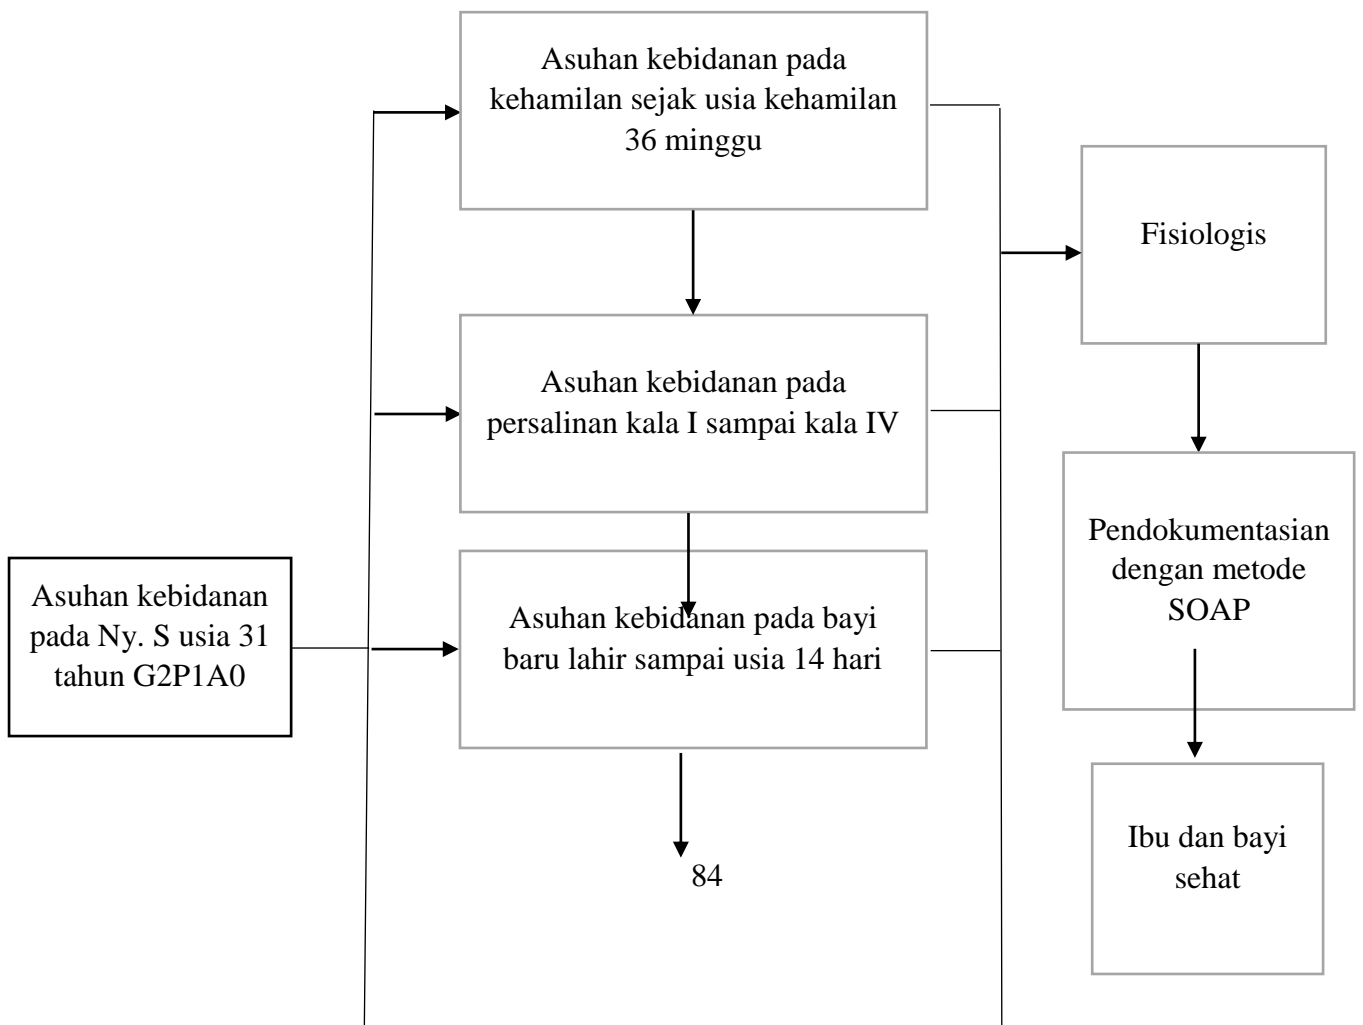 Asuhan kebidanan pada
kehamilan sejak usia kehamilan
36 minggu
Fisiologis
Asuhan kebidanan pada
persalinan kala I sampai kala IV
Pendokumentasian
dengan metode
SOAP
Asuhan kebidanan
pada Ny. S usia 31
tahun G2P1A0
Asuhan kebidanan pada bayi
baru lahir sampai usia 14 hari
Ibu dan bayi
sehat
84